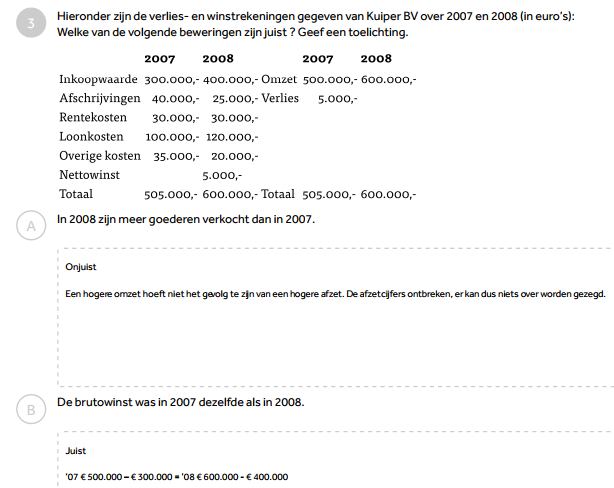 3
Hieronder zijn de verlies- en winstrekeningen gegeven van Kuiper BV over 2007 en 2008 (in euro's):
Welke van de volgende beweringen zijn juist ? Geef een toelichting.
2007 2008 2007 2008
Inkoopwaarde 300.000,- 400.000,- Omzet 500.000,- 600.000,-
Afschrijvingen 40.000,- 25.000,- Verlies 5.000,-
Rentekosten 30.000,- 30.000,-
Loonkosten 100.000,- 120.000,-
Overige kosten 35.000,- 20.000,-
Nettowinst 5.000,-
Totaal 505.000,- 600.000,- Totaal 505.000,- 600.000,-
A
In 2008 zijn meer goederen verkocht dan in 2007.
Onjuist
Een hogere omzet hoeft niet het gevolg te zijn van een hogere afzet. De afzetcijfers ontbreken, er kan dus niets over worden gezegd.
B
De brutowinst was in 2007 dezelfde als in 2008.
Juist
'07 € 500.000 – € 300.000 = '08 € 600.000 - € 400.000